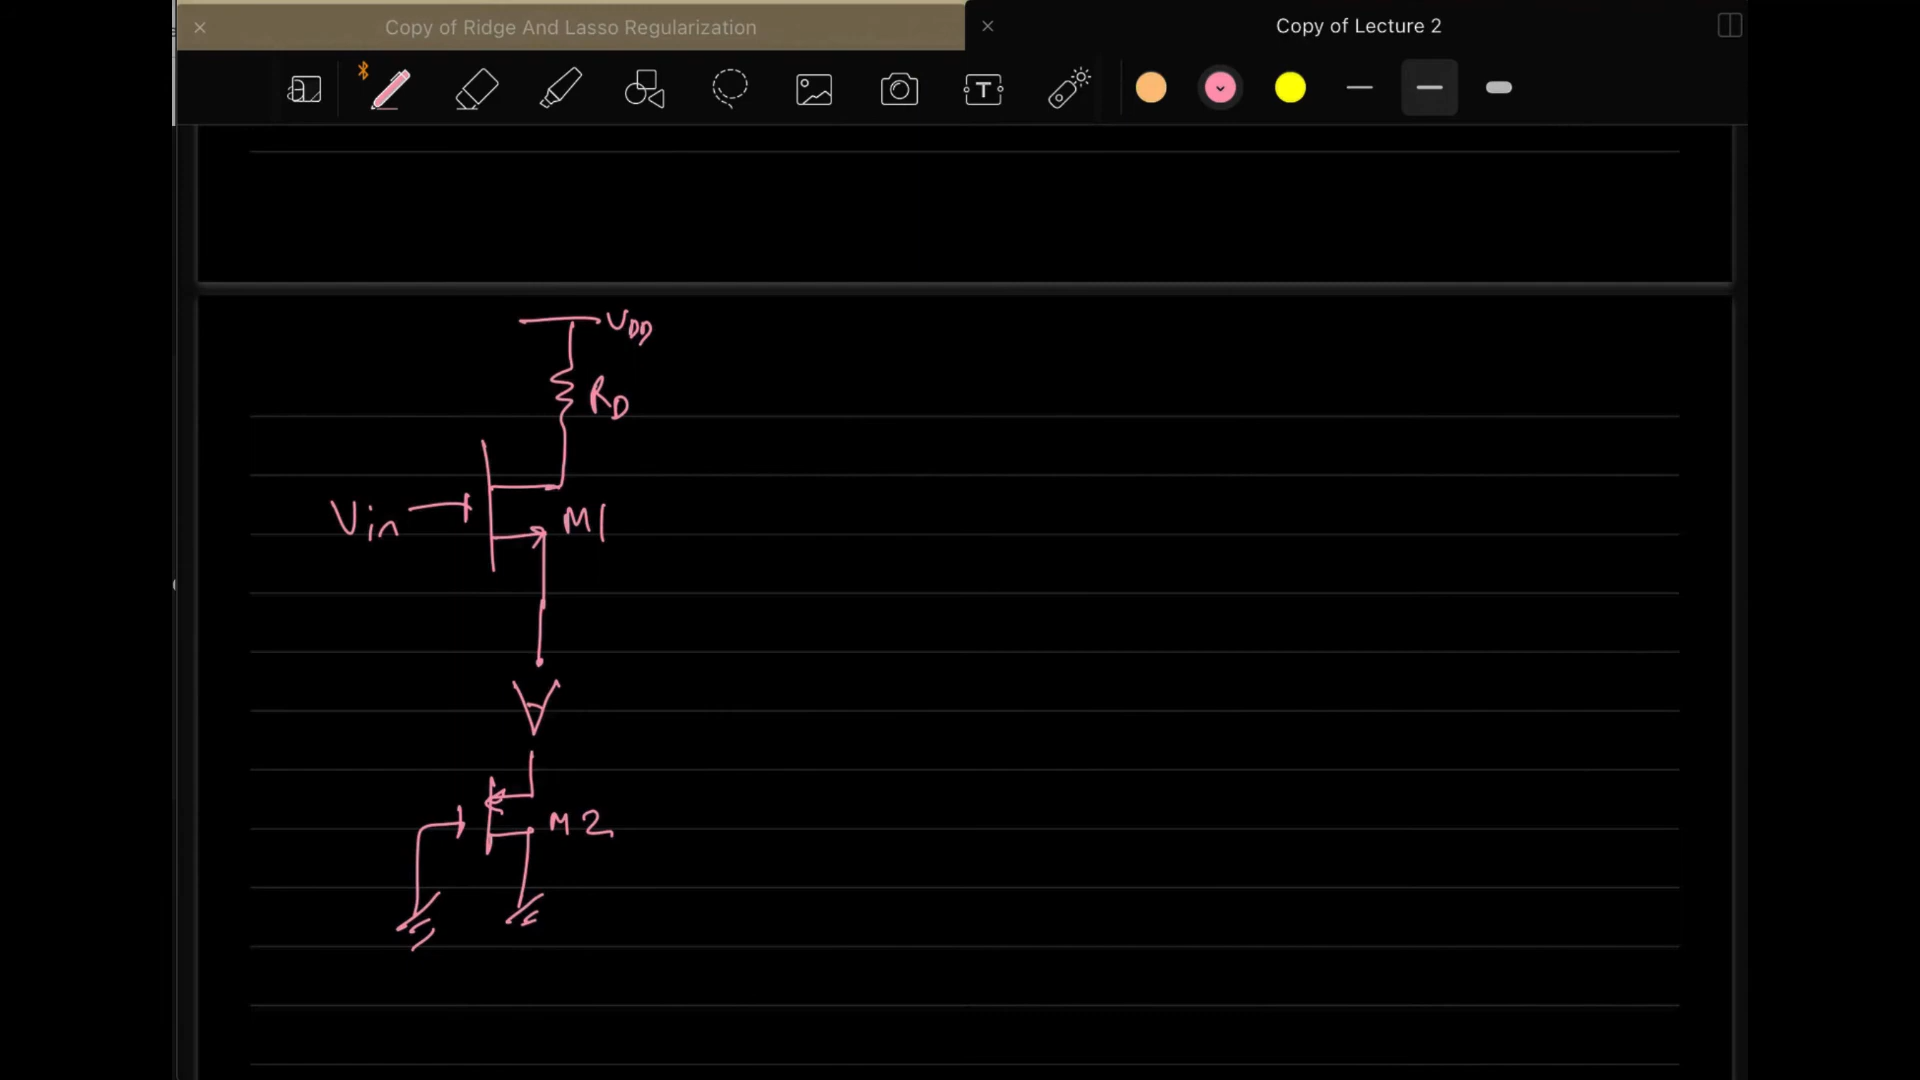 Copy of Ridge And Lasso Regularization
Copy of Lecture 2
T
VDD
RD
Vin
M1
A
M2